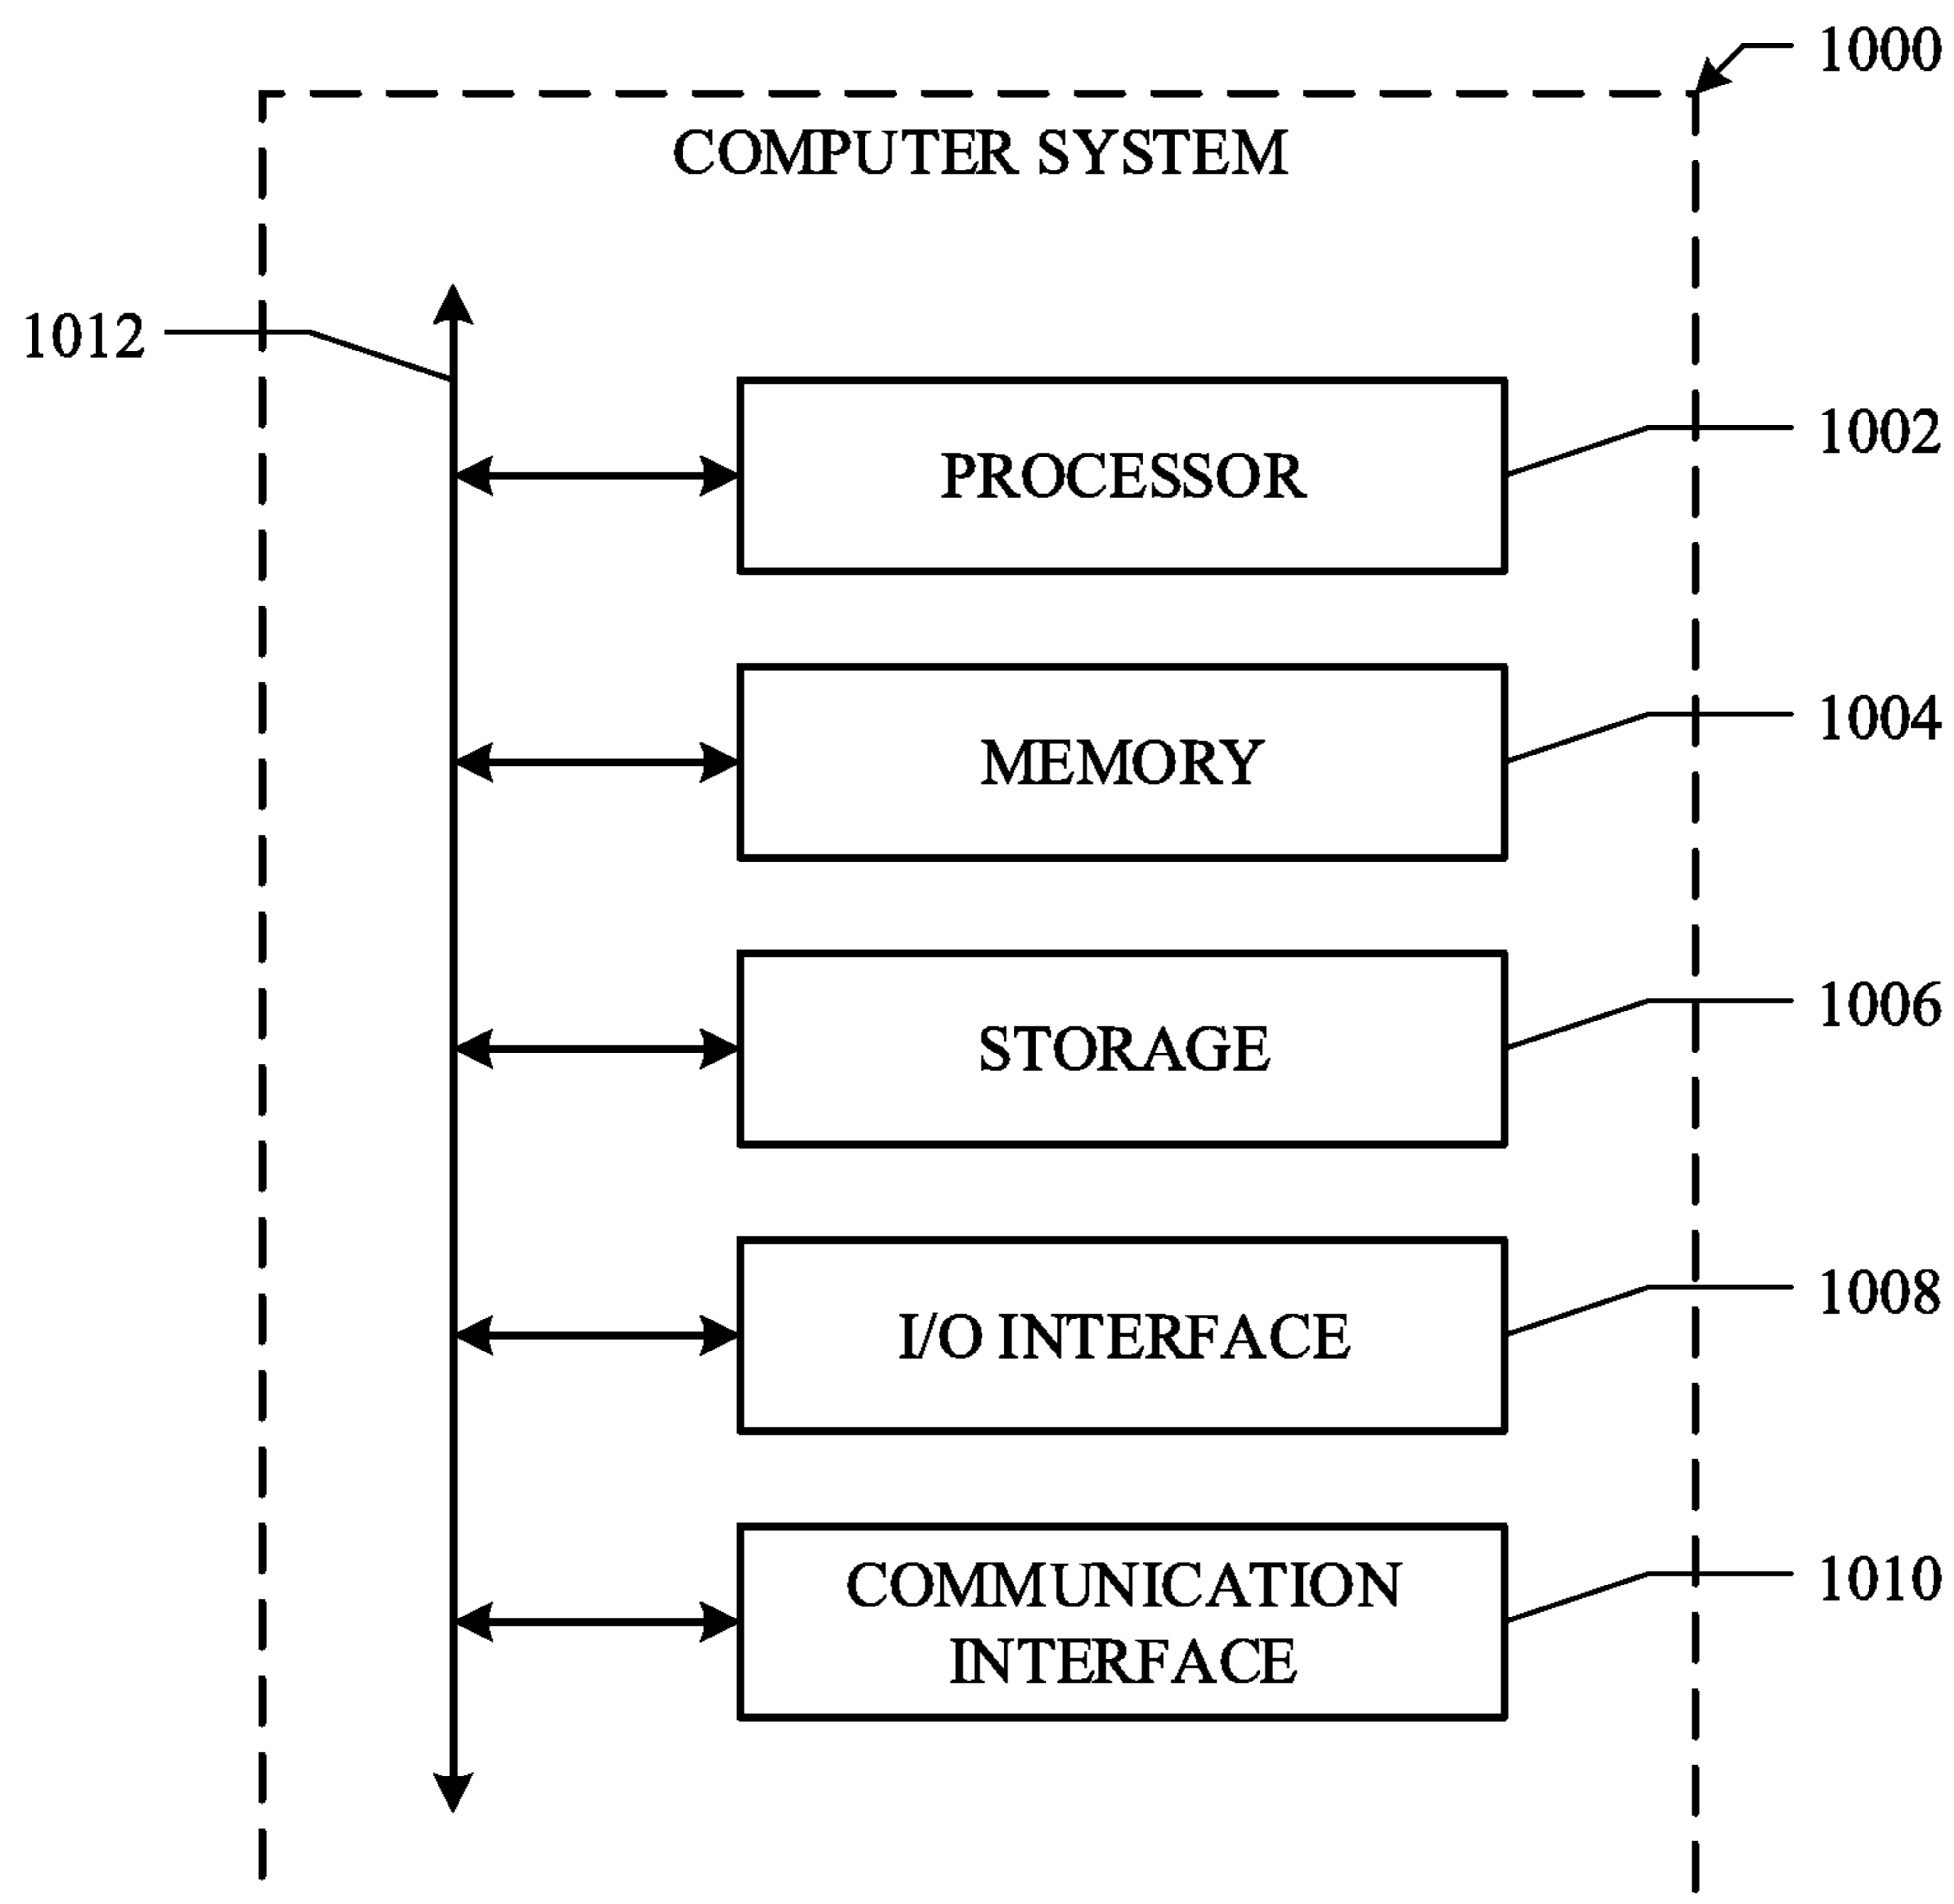 1000
COMPUTER SYSTEM
1012
1002
PROCESSOR
1004
MEMORY
1006
STORAGE
1008
I/O INTERFACE
1010
COMMUNICATION
INTERFACE